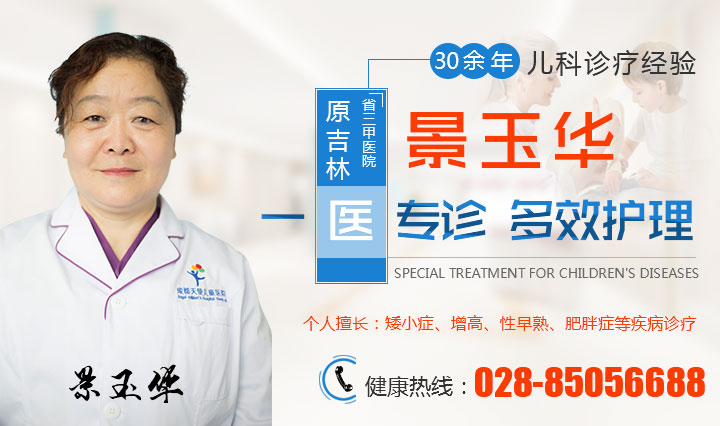 30余年 儿科诊疗经验
原吉林
省三甲医院
景玉华
一医专诊 多效护理
SPECIAL TREATMENT FOR CHILDREN'S DISEASES
个人擅长：矮小症、增高、性早熟、肥胖症等疾病诊疗
健康热线：028-85056688
景玉华